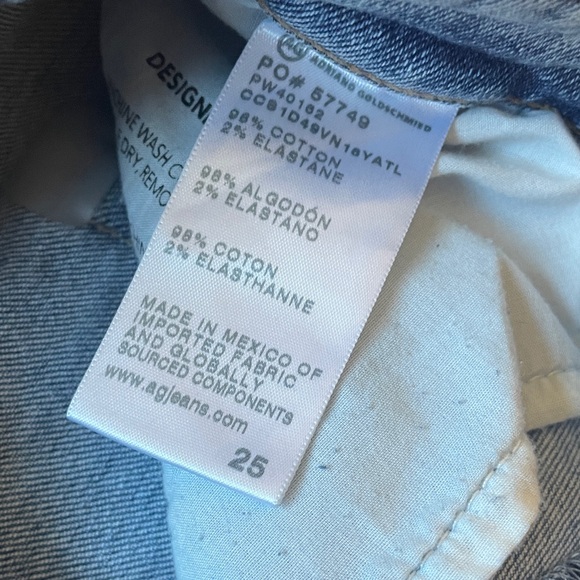 AG ADRIANO GOLDSCHMIED
PO# 57749
PW40162
CCS1D49VN16YATL
98% COTTON
2% ELASTANE
98% ALGODÓN
2% ELASTANO
98% COTON
2% ELASTHANNE
MADE IN MEXICO OF
IMPORTED FABRIC
AND GLOBALLY
SOURCED COMPONENTS
www.agjeans.com
25
DESIGN
WASH
DRY, REMO